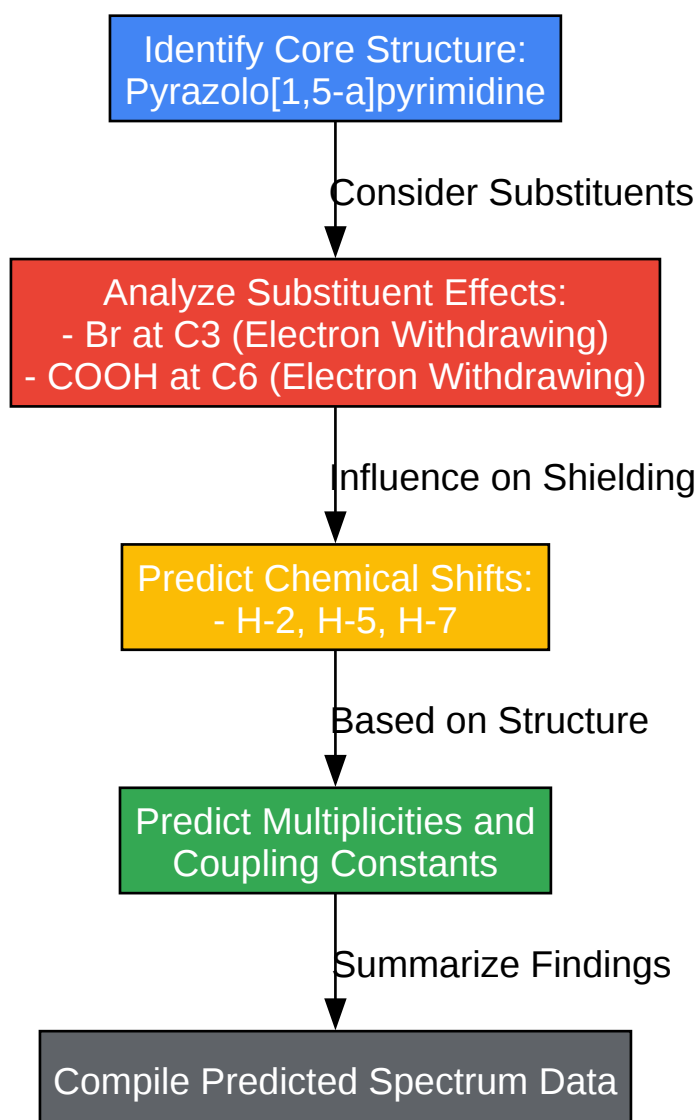 Identify Core Structure:
Pyrazolo[1,5-a]pyrimidine
Consider Substituents
Analyze Substituent Effects:
- Br at C3 (Electron Withdrawing)
- COOH at C6 (Electron Withdrawing)
Influence on Shielding
Predict Chemical Shifts:
- H-2, H-5, H-7
Based on Structure
Predict Multiplicities and
Coupling Constants
Summarize Findings
Compile Predicted Spectrum Data